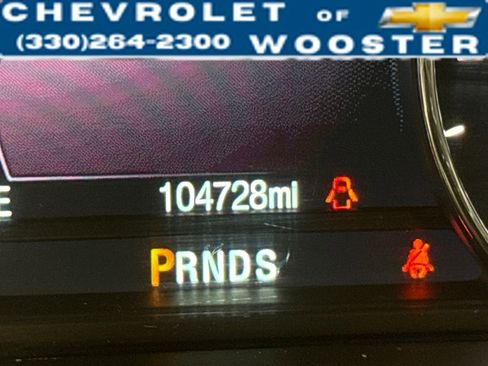 CHEVROLET OF
(330)264-2300 WOOSTER
E 104728mi
PRNDS